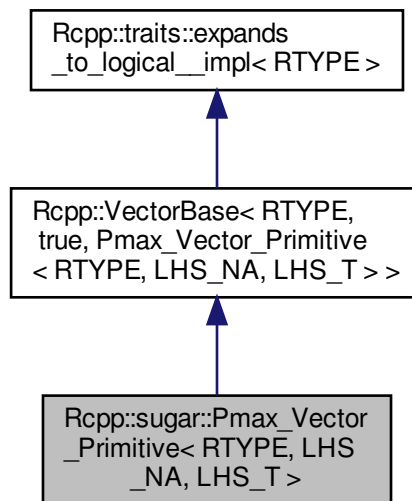 Rcpp::traits::expands
_to_logical__impl< RTYPE >
Rcpp::VectorBase< RTYPE,
true, Pmax_Vector_Primitive
< RTYPE, LHS_NA, LHS_T > >
Rcpp::sugar::Pmax_Vector
_Primitive< RTYPE, LHS
_NA, LHS_T >